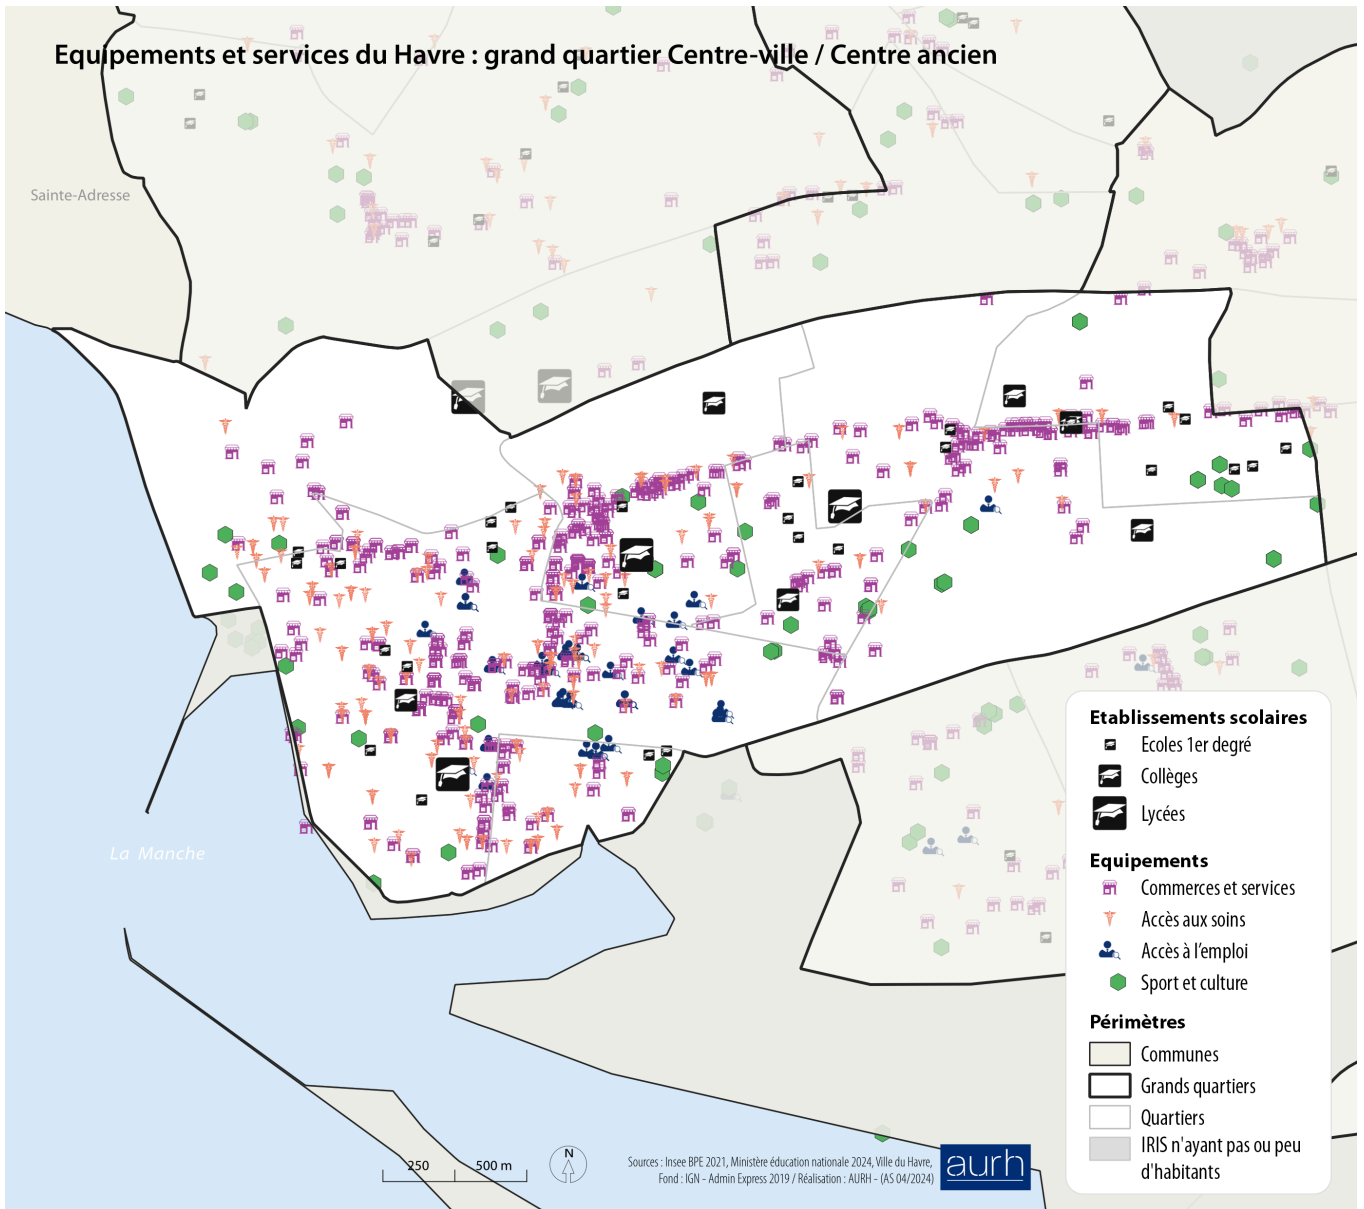 Equipements et services du Havre : grand quartier Centre-ville / Centre ancien
Sainte-Adresse
La Manche
Etablissements scolaires
Ecoles 1er degré
Collèges
Lycées
Equipements
Commerces et services
Accès aux soins
Accès à l'emploi
Sport et culture
Périmètres
Communes
Grands quartiers
Quartiers
IRIS n'ayant pas ou peu
d'habitants
250 500 m
N
Sources : Insee BPE 2021, Ministère éducation nationale 2024, Ville du Havre,
Fond : IGN - Admin Express 2019 / Réalisation : AURH - (AS 04/2024)
aurh